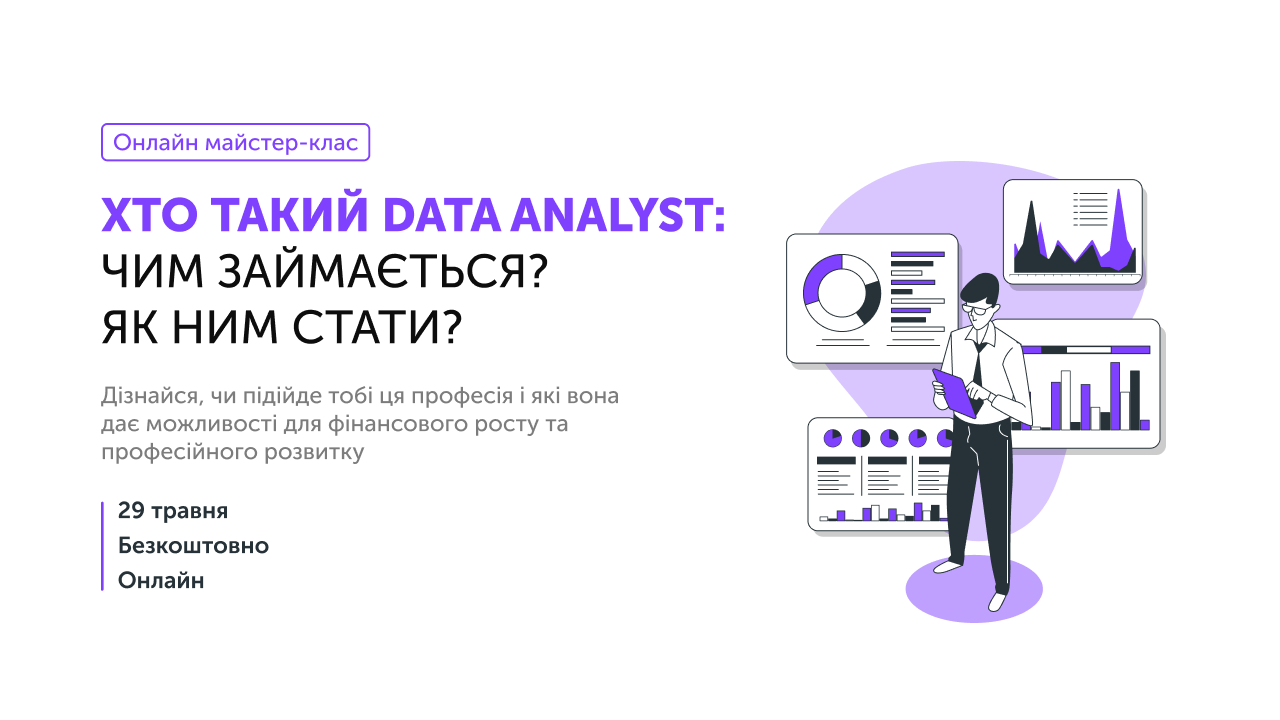 Онлайн майстер-клас
ХТО ТАКИЙ DATA ANALYST:
ЧИМ ЗАЙМАЄТЬСЯ?
ЯК НИМ СТАТИ?
Дізнайся, чи підійде тобі ця професія і які вона
дає можливості для фінансового росту та
професійного розвитку
29 травня
Безкоштовно
Онлайн